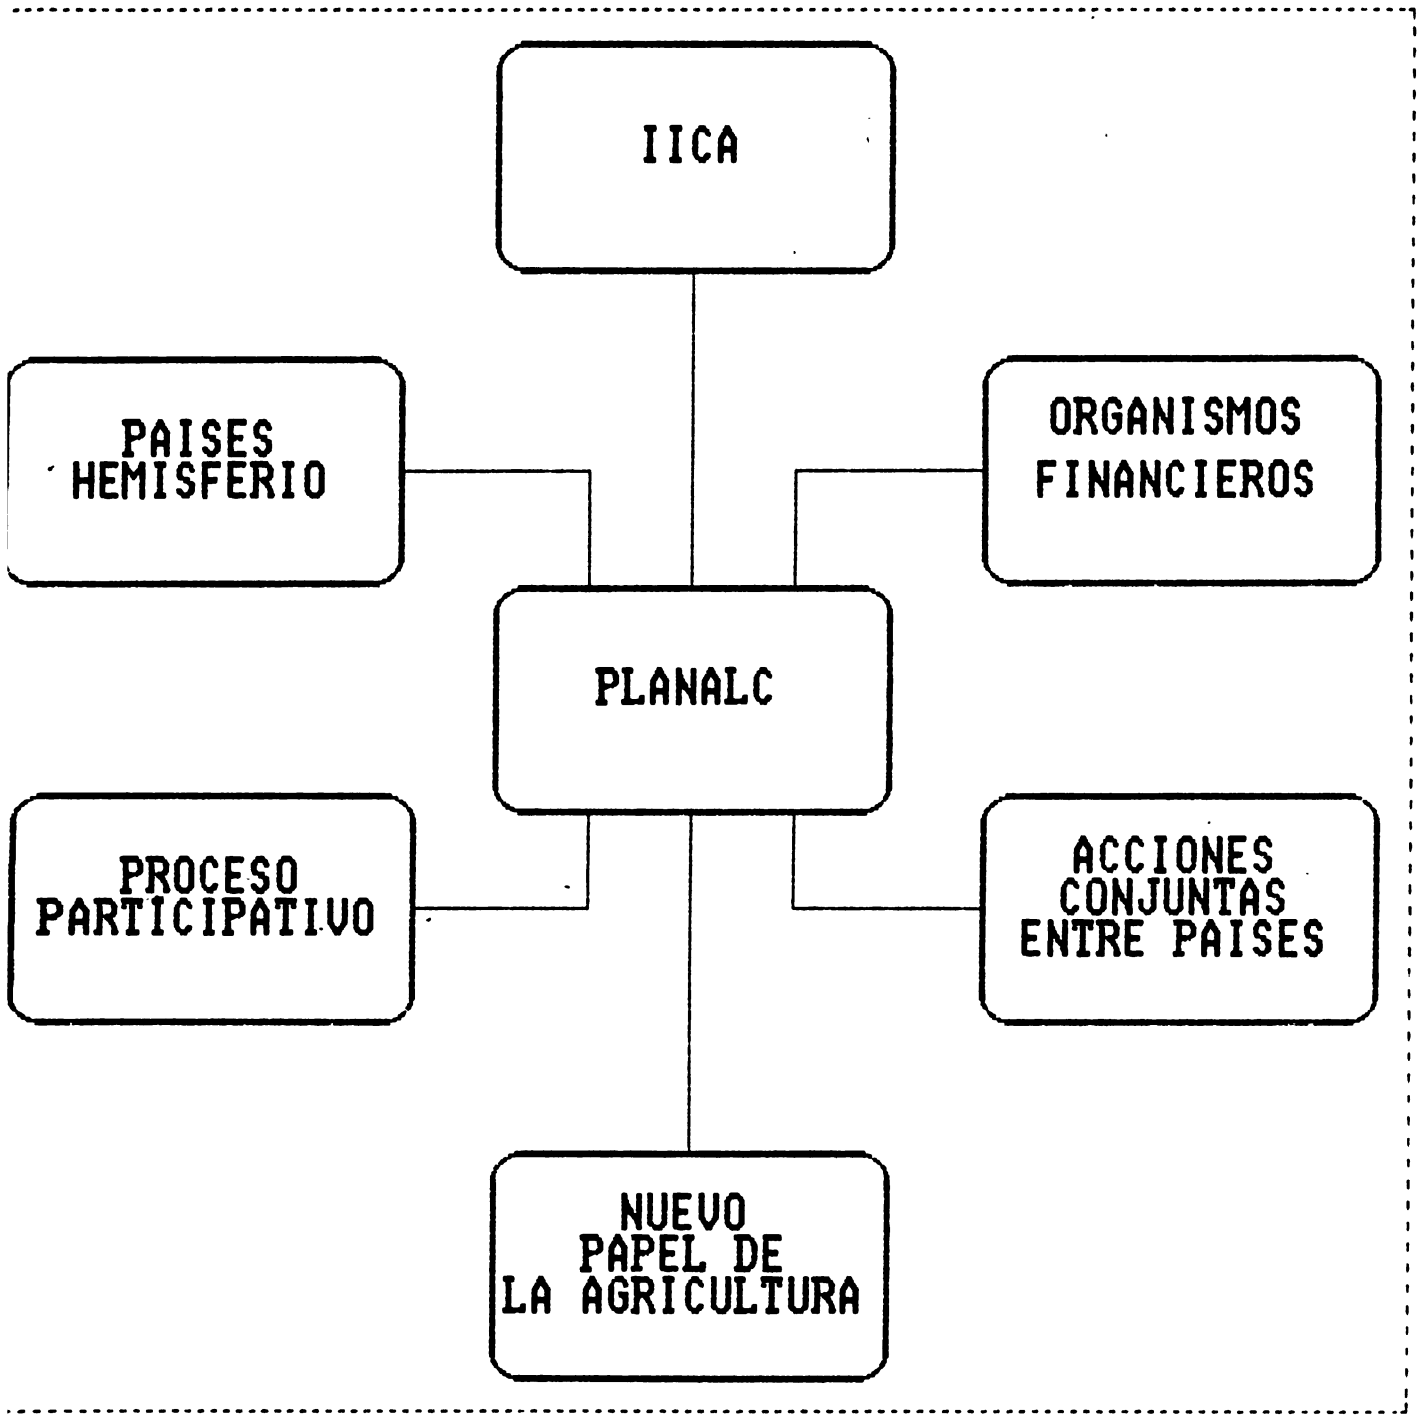 IICA
PAISES
HEMISFERIO
ORGANISMOS
FINANCIEROS
PLANALC
PROCESO
PARTICIPATIVO
ACCIONES
CONJUNTAS
ENTRE PAISES
NUEVO
PAPEL DE
LA AGRICULTURA